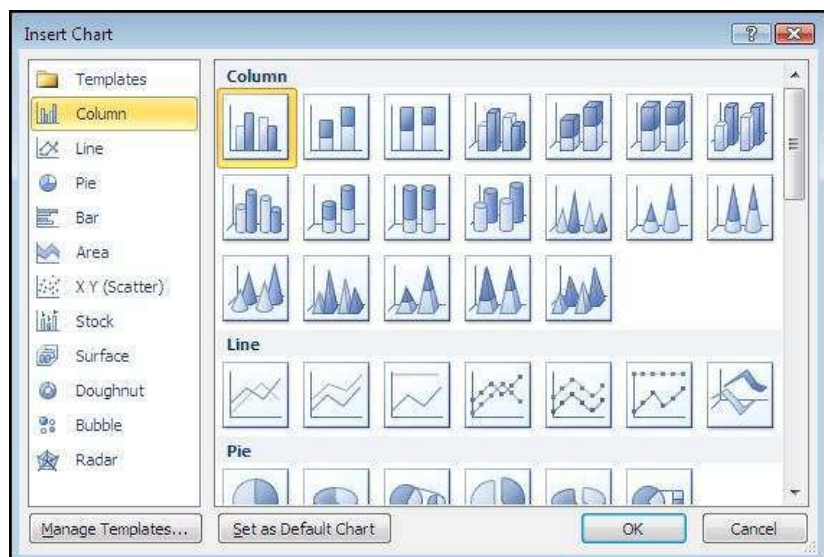 Insert Chart
Templates
Column
Line
Pie
Bar
Area
X Y (Scatter)
Stock
Surface
Doughnut
Bubble
Radar
Column
Line
Pie
Manage Templates...
Set as Default Chart
OK
Cancel